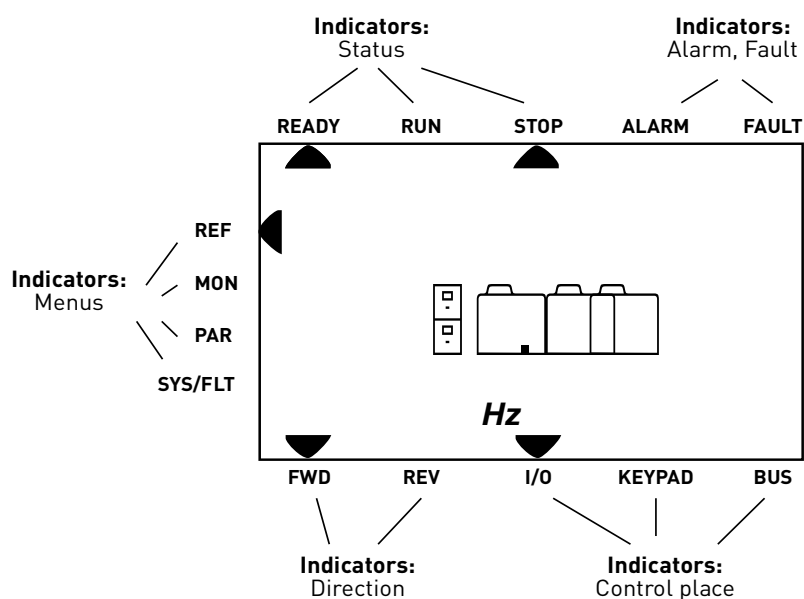 Indicators:
Status
Indicators:
Alarm, Fault
READY RUN STOP ALARM FAULT
REF
MON
PAR
SYS/FLT
Indicators:
Menus
Hz
FWD REV I/O KEYPAD BUS
Indicators:
Direction
Indicators:
Control place